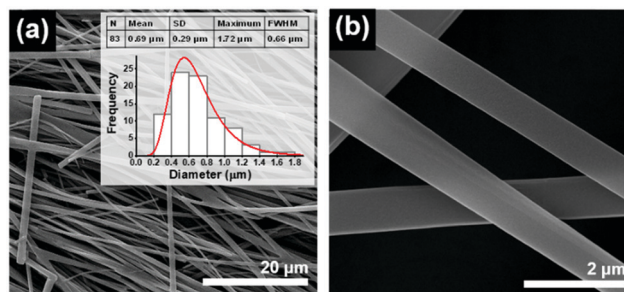 (a)
N Mean SD Maximum FWHM
83 0.69 µm 0.29 µm 1.72 µm 0.66 µm
Frequency
25
20
15
10
5
0
0.0 0.2 0.4 0.6 0.8 1.0 1.2 1.4 1.6 1.8
Diameter (µm)
20 µm
(b)
2 µm